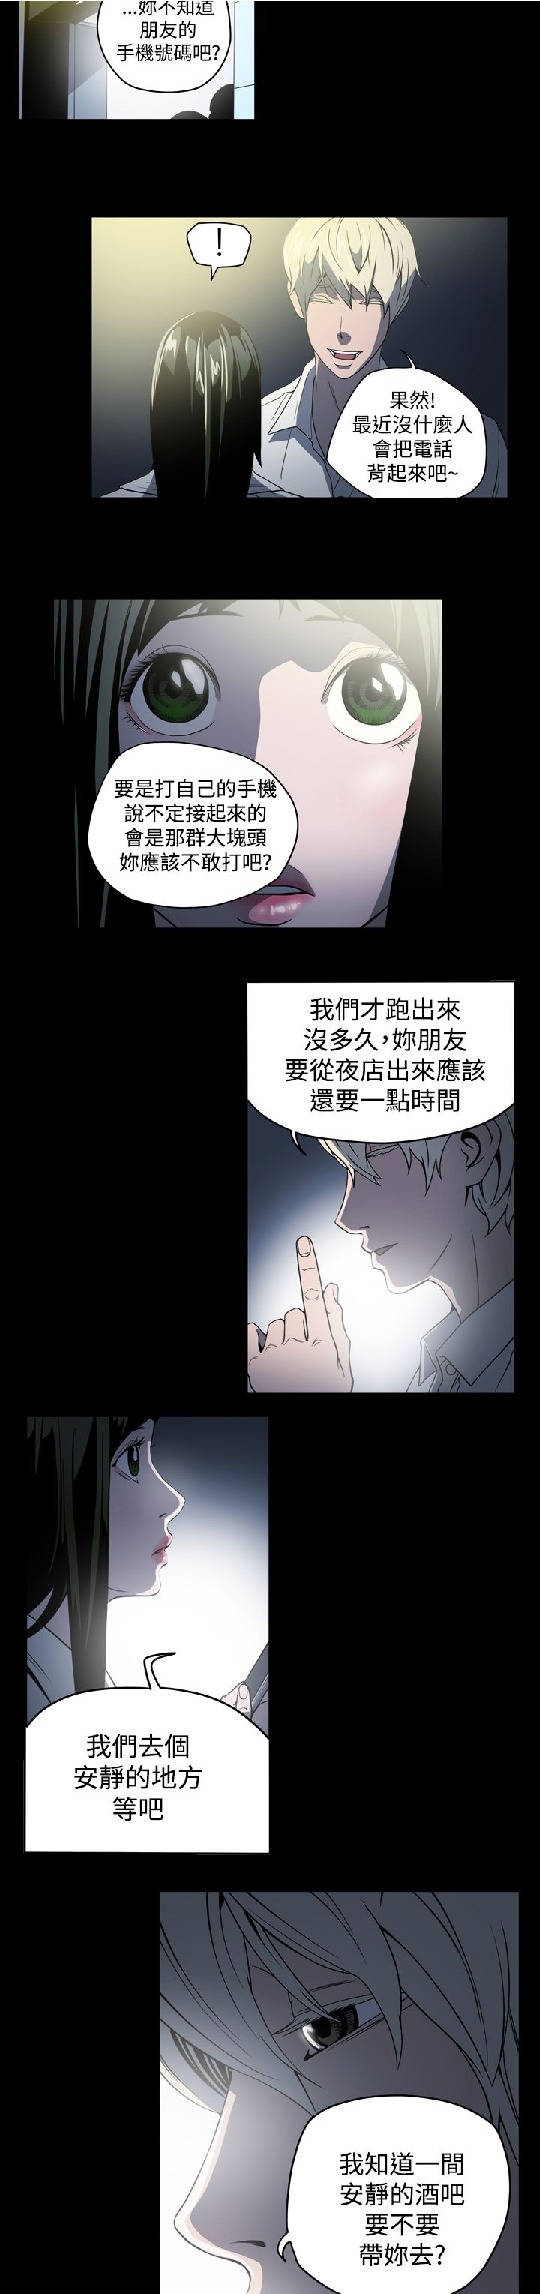 ...妳不知道
朋友的
手機號碼吧?
!
果然!
最近沒什麼人
會把電話
背起來吧~
要是打自己的手機
說不定接起來的
會是那群大塊頭
妳應該不敢打吧?
我們才跑出來
沒多久,妳朋友
要從夜店出來應該
還要一點時間
我們去個
安靜的地方
等吧
我知道一間
安靜的酒吧
要不要
帶妳去?